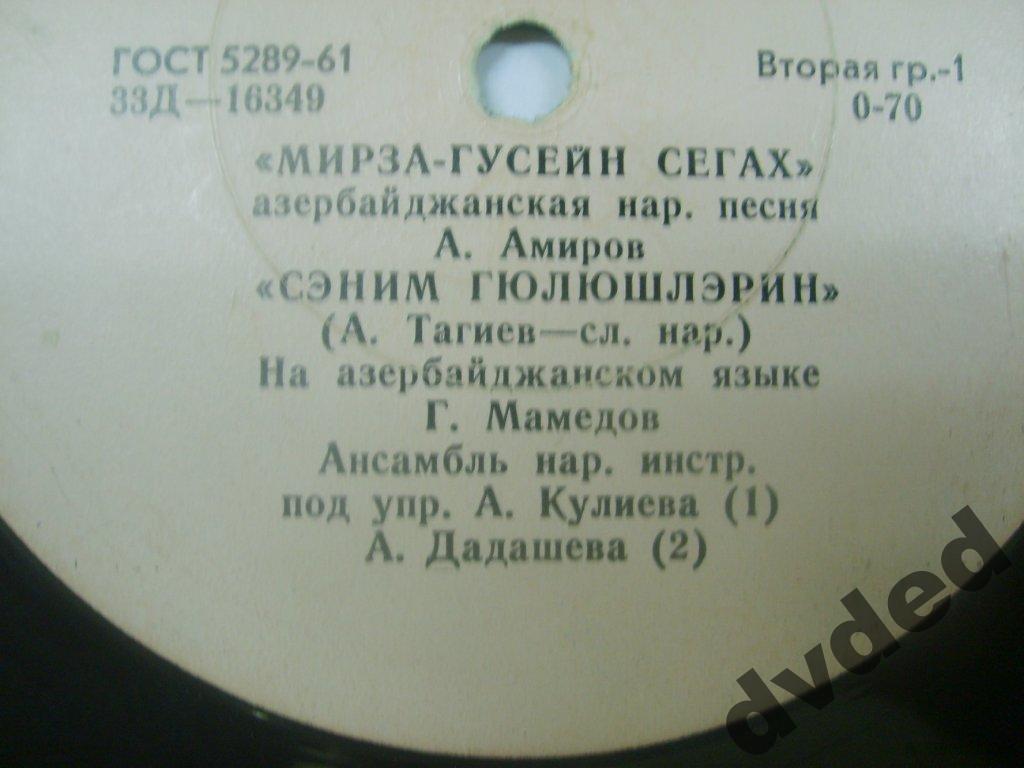 ГОСТ 5289-61
Вторая гр.-1
33Д—16349
0-70
«МИРЗА-ГУСЕЙН СЕГАХ»
азербайджанская нар. песня
А. Амиров
«СЭНИМ ГЮЛЮШЛЭРИН»
(А. Тагиев—сл. нар.)
На азербайджанском языке
Г. Мамедов
Ансамбль нар. инстр.
под упр. А. Кулиева (1)
А. Дадашева (2)
dvded